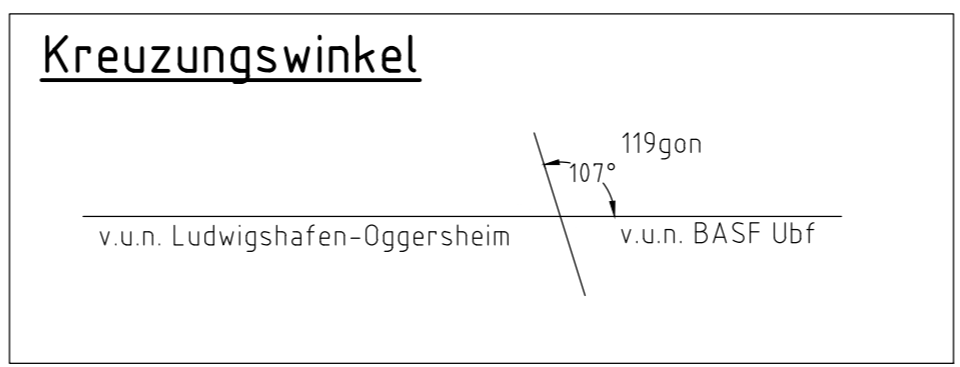 Kreuzungswinkel
119gon
107°
v.u.n. Ludwigshafen-Oggersheim
v.u.n. BASF Ubf